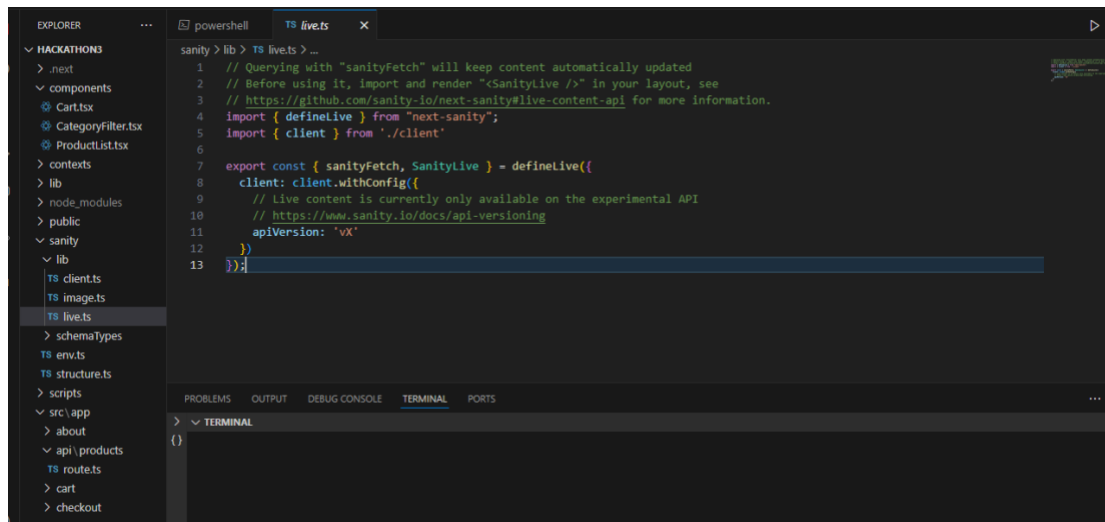 EXPLORER ...
HACKATHON3
.next
components
Cart.tsx
CategoryFilter.tsx
ProductList.tsx
contexts
lib
node_modules
public
sanity
lib
TS client.ts
TS image.ts
TS live.ts
schemaTypes
TS env.ts
TS structure.ts
scripts
src\app
about
api\products
TS route.ts
cart
checkout
powershell
TS live.ts
sanity > lib > TS live.ts > ...
1 // Querying with "sanityFetch" will keep content automatically updated
2 // Before using it, import and render "<SanityLive />" in your layout, see
3 // https://github.com/sanity-io/next-sanity#live-content-api for more information.
4 import { defineLive } from "next-sanity";
5 import { client } from './client'
6
7 export const { sanityFetch, SanityLive } = defineLive({
8 client: client.withConfig({
9 // Live content is currently only available on the experimental API
10 // https://www.sanity.io/docs/api-versioning
11 apiVersion: 'vX'
12 })
13 });
PROBLEMS OUTPUT DEBUG CONSOLE TERMINAL PORTS ...
TERMINAL
{}